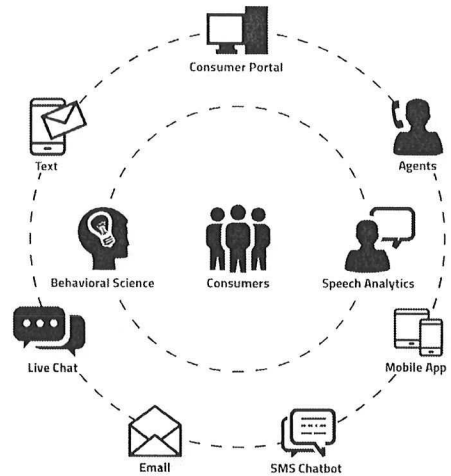 Consumer Portal
Text
Agents
Behavioral Science
Consumers
Speech Analytics
Live Chat
Mobile App
Email
SMS Chatbot